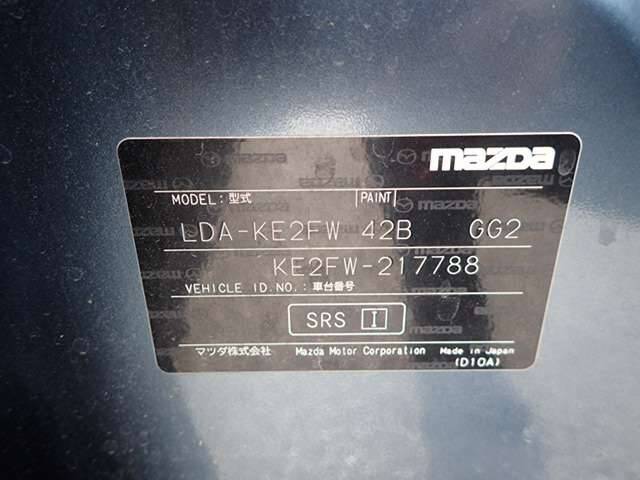 mazda
MODEL:型式 PAINT
LDA-KE2FW 42B GG2
KE2FW-217788
VEHICLE ID.NO.:車台番号
SRS I
マツダ株式会社 Mazda Motor Corporation Made in Japan
(D10A)